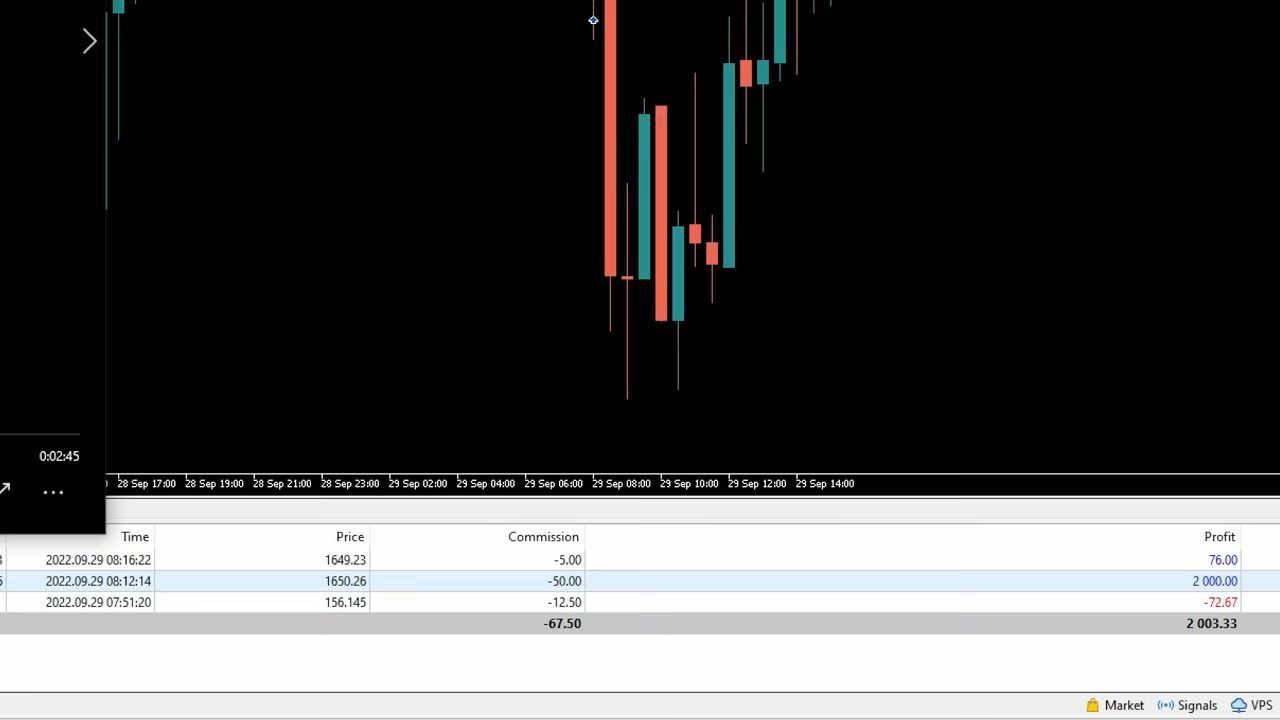 0:02:45
28 Sep 17:00 28 Sep 19:00 28 Sep 21:00 28 Sep 23:00 29 Sep 02:00 29 Sep 04:00 29 Sep 06:00 29 Sep 08:00 29 Sep 10:00 29 Sep 12:00 29 Sep 14:00
Time Price Commission Profit
2022.09.29 08:16:22 1649.23 -5.00 76.00
2022.09.29 08:12:14 1650.26 -50.00 2 000.00
2022.09.29 07:51:20 156.145 -12.50 -72.67
-67.50 2 003.33
Market Signals VPS